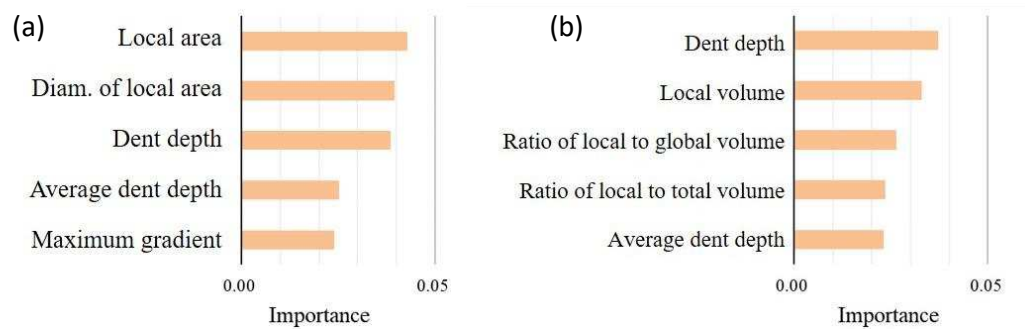 (a)
Local area
Diam. of local area
Dent depth
Average dent depth
Maximum gradient
0.00 0.05
Importance
(b)
Dent depth
Local volume
Ratio of local to global volume
Ratio of local to total volume
Average dent depth
0.00 0.05
Importance